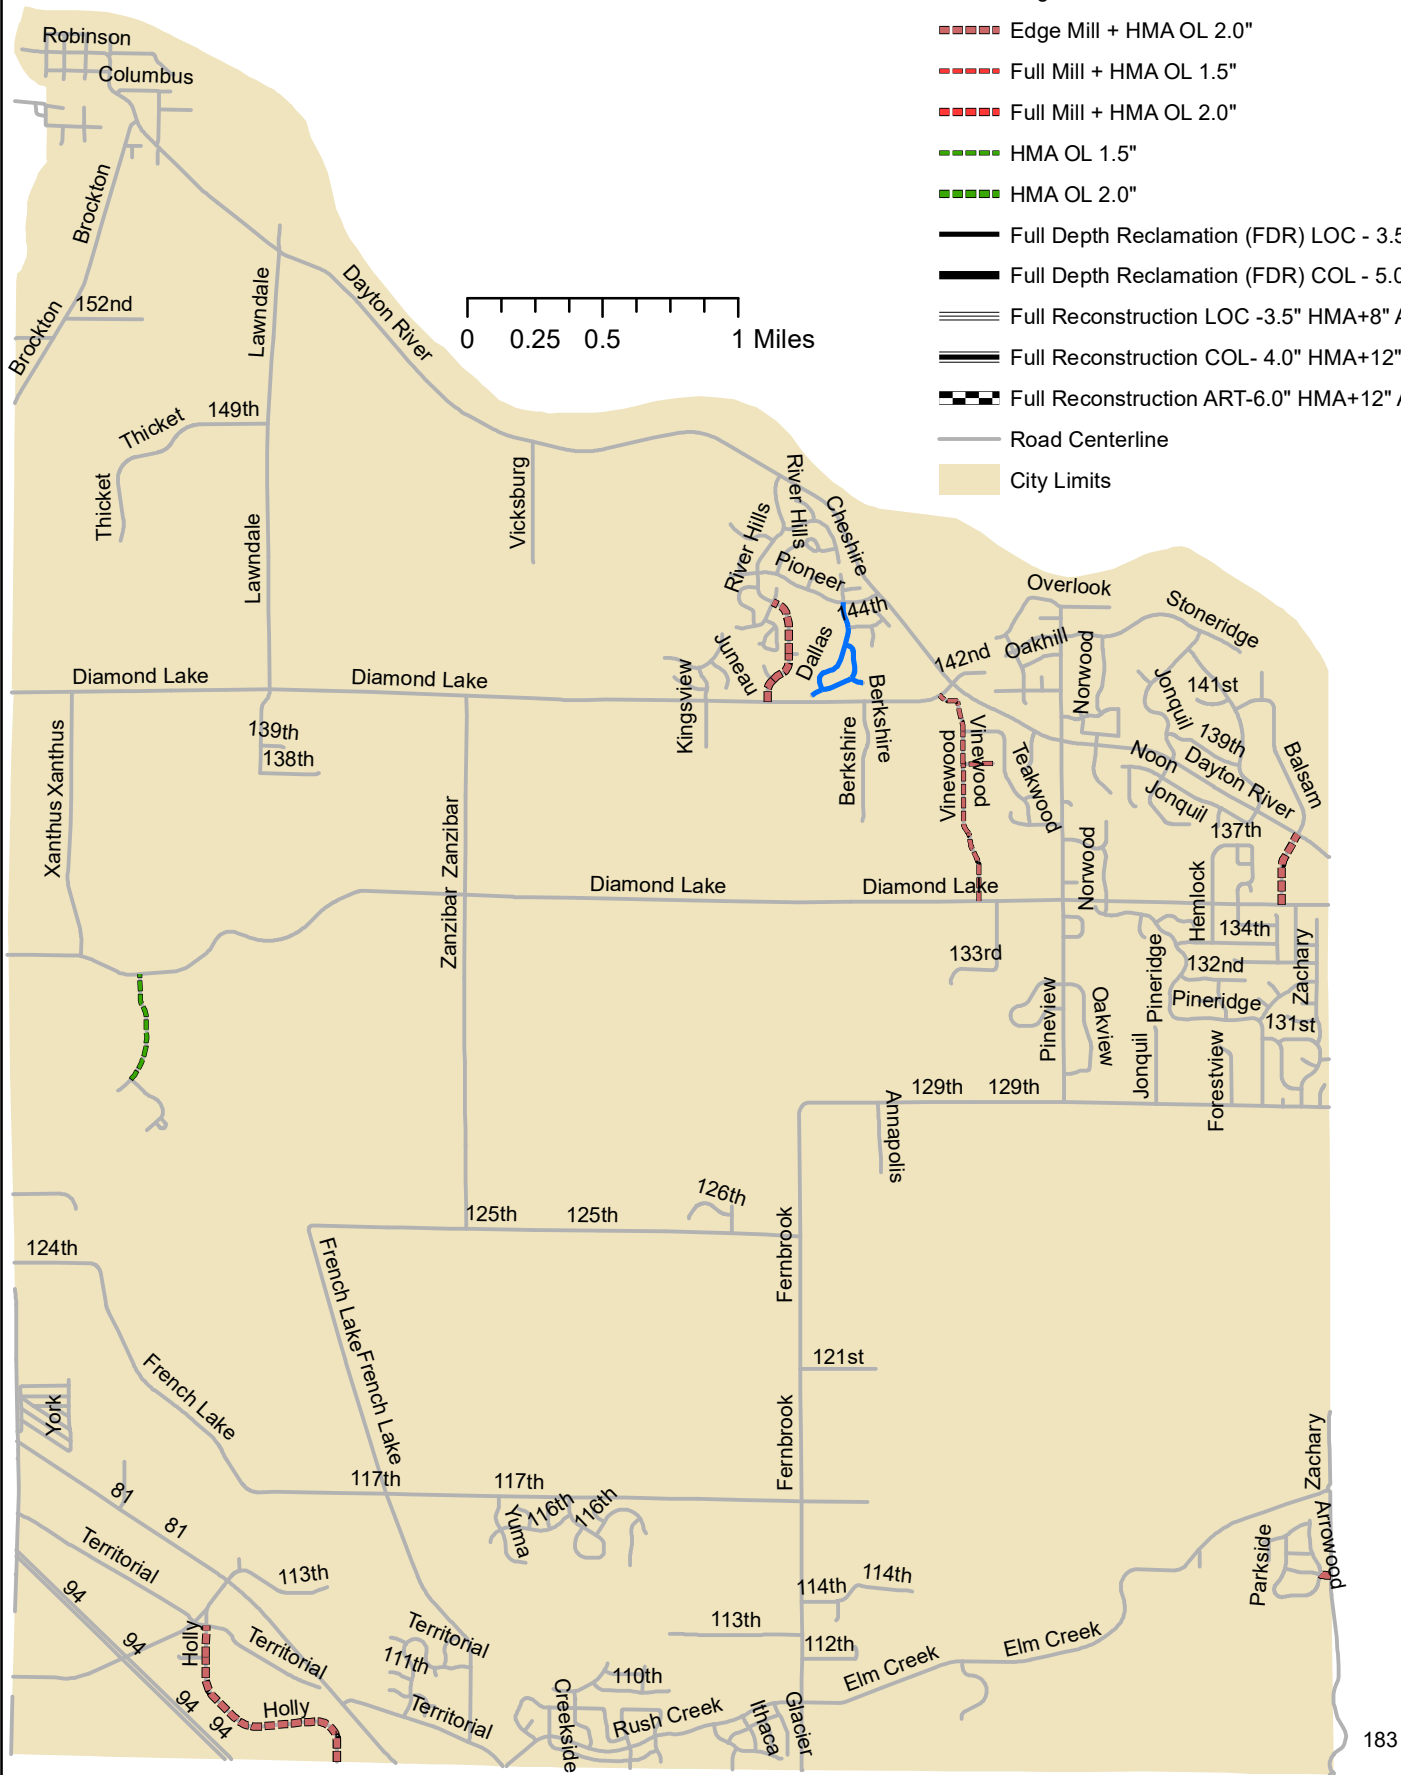 Robinson
Columbus
Edge Mill + HMA OL 2.0"
Full Mill + HMA OL 1.5"
Full Mill + HMA OL 2.0"
HMA OL 1.5"
HMA OL 2.0"
Full Depth Reclamation (FDR) LOC - 3.5
Full Depth Reclamation (FDR) COL - 5.0
Full Reconstruction LOC -3.5" HMA+8" A
Full Reconstruction COL- 4.0" HMA+12"
Full Reconstruction ART-6.0" HMA+12" A
Road Centerline
City Limits
0 0.25 0.5 1 Miles
Brockton
Brockton
152nd
Lawndale
Dayton River
Thicket
149th
Thicket
Lawndale
Vicksburg
River Hills
River Hills
Cheshire
Pioneer
144th
Overlook
Stoneridge
Oakhill
142nd
Norwood
Juneau
Dallas
Kingsview
Diamond Lake
Diamond Lake
Berkshire
Berkshire
Jonquil
141st
139th
Balsam
Noon
Dayton River
Jonquil
137th
Xanthus
Xanthus
139th
138th
Zanzibar
Zanzibar
Vinewood
Vinewood
Teakwood
Norwood
Hemlock
Diamond Lake
Diamond Lake
134th
133rd
132nd
Pineridge
Pineridge
Zachary
131st
Pineview
Oakview
Jonquil
Forestview
129th
129th
Annapolis
126th
125th
125th
124th
Fernbrook
French Lake
French Lake
French Lake
121st
Fernbrook
York
117th
117th
Yuma
116th
116th
81
81
Territorial
94
94
94
94
113th
Holly
Territorial
Holly
Territorial
111th
Territorial
Creekside
110th
Rush Creek
113th
114th
114th
112th
Ithaca
Glacier
Elm Creek
Elm Creek
Zachary
Arrowood
Parkside
183